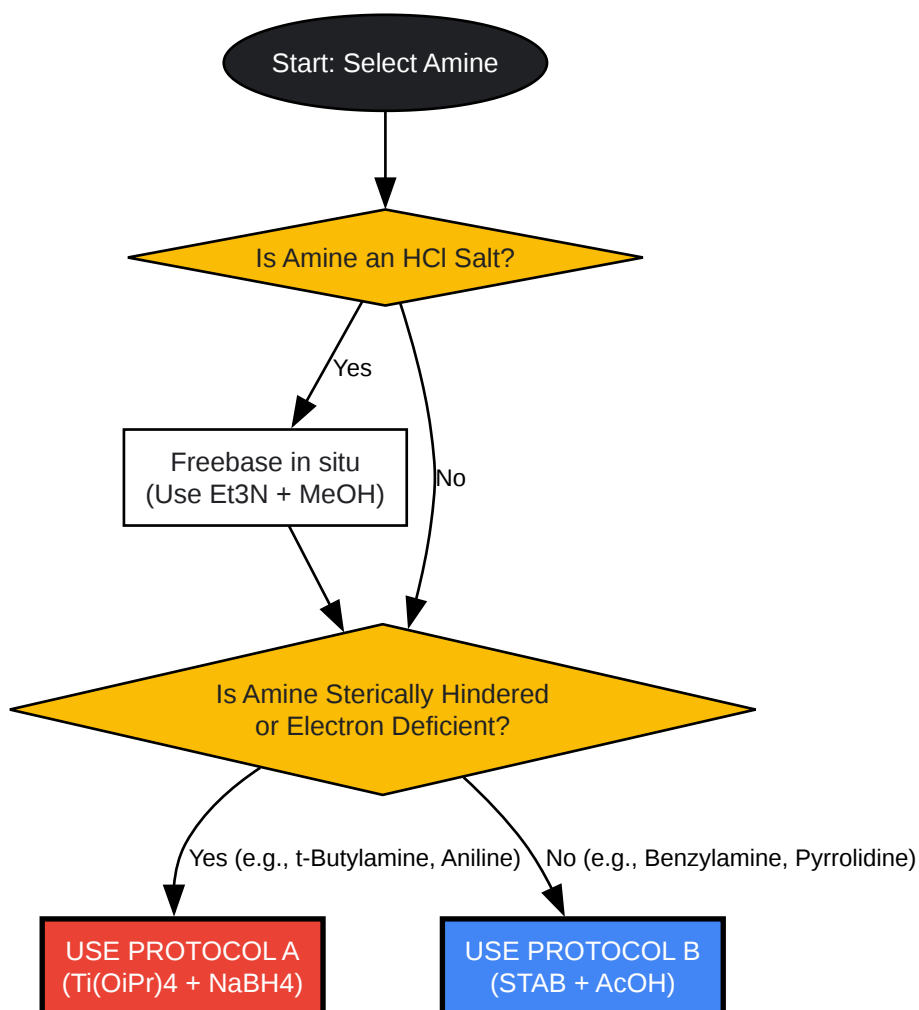 Start: Select Amine
Is Amine an HCl Salt?
Yes
Freebase in situ
(Use Et3N + MeOH)
No
Is Amine Sterically Hindered
or Electron Deficient?
Yes (e.g., t-Butylamine, Aniline)
No (e.g., Benzylamine, Pyrrolidine)
USE PROTOCOL A
(Ti(OiPr)4 + NaBH4)
USE PROTOCOL B
(STAB + AcOH)